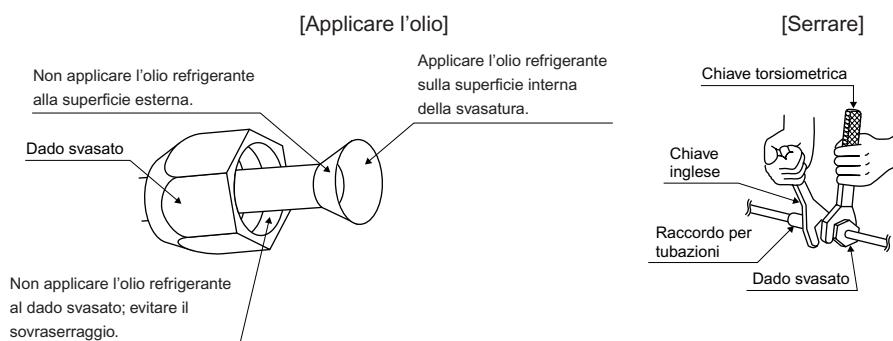 [Applicare l'olio]
Non applicare l'olio refrigerante
alla superficie esterna.
Applicare l'olio refrigerante
sulla superficie interna
della svasatura.
Dado svasato
Non applicare l'olio refrigerante
al dado svasato; evitare il
sovraserraggio.
[Serrare]
Chiave torsiometrica
Chiave
inglese
Raccordo per
tubazioni
Dado svasato